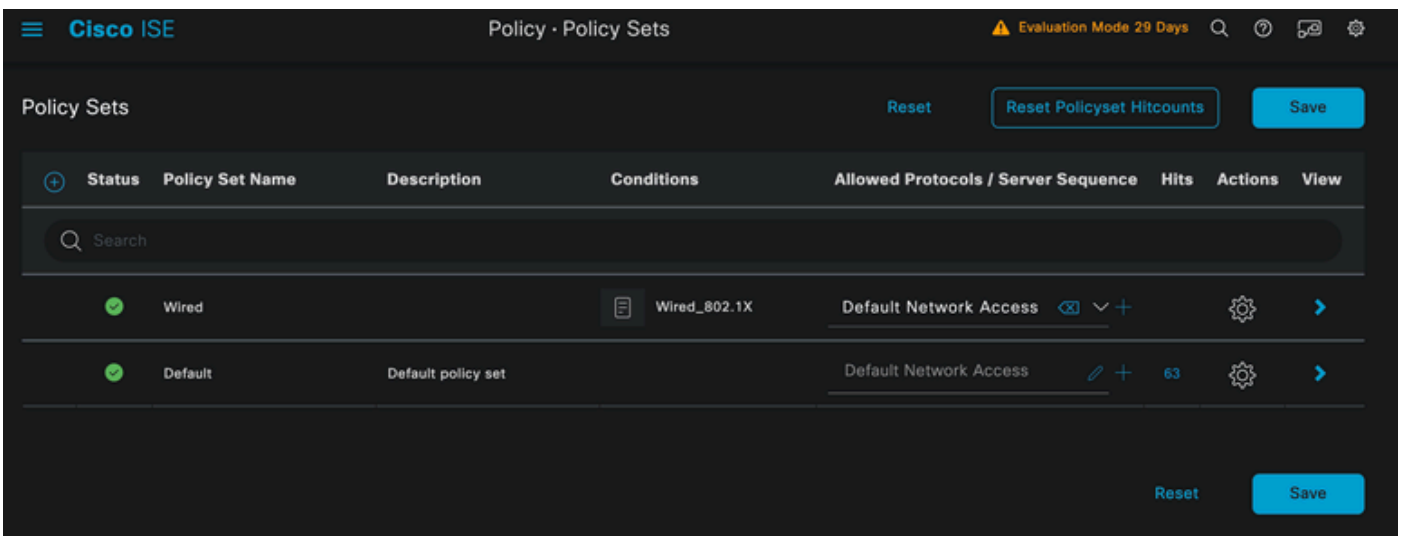 Cisco ISE Policy · Policy Sets Evaluation Mode 29 Days
Policy Sets Reset Reset Policyset Hitcounts Save
Status Policy Set Name Description Conditions Allowed Protocols / Server Sequence Hits Actions View
Search
Wired Wired_802.1X Default Network Access
Default Default policy set Default Network Access 63
Reset Save